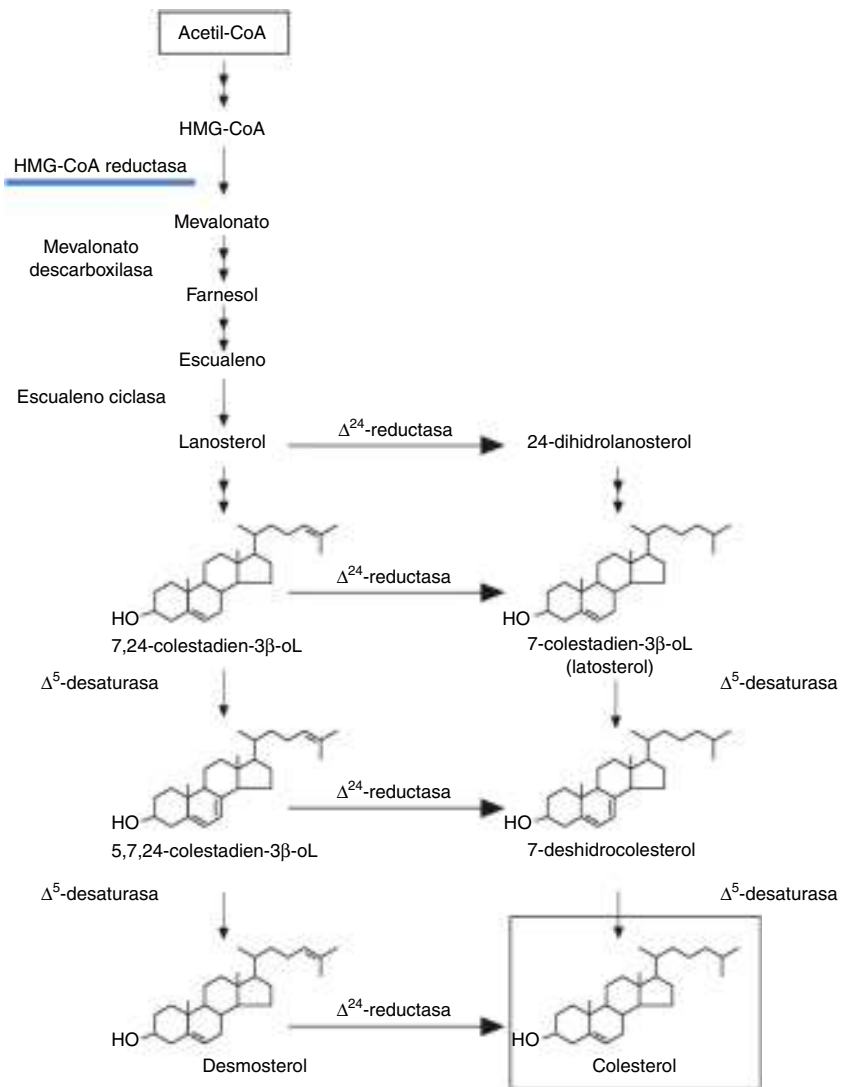 Acetil-CoA
HMG-CoA
HMG-CoA reductasa
Mevalonato
Mevalonato
descarboxilasa
Farnesol
Escualeno
Escualeno ciclasa
Lanosterol
Δ24-reductasa
24-dihidrolanosterol
Δ24-reductasa
HO
HO
7,24-colestadien-3β-oL
7-colestadien-3β-oL
(latosterol)
Δ5-desaturasa
Δ5-desaturasa
Δ24-reductasa
HO
HO
5,7,24-colestadien-3β-oL
7-deshidrocolesterol
Δ5-desaturasa
Δ5-desaturasa
Δ24-reductasa
HO
HO
Desmosterol
Colesterol